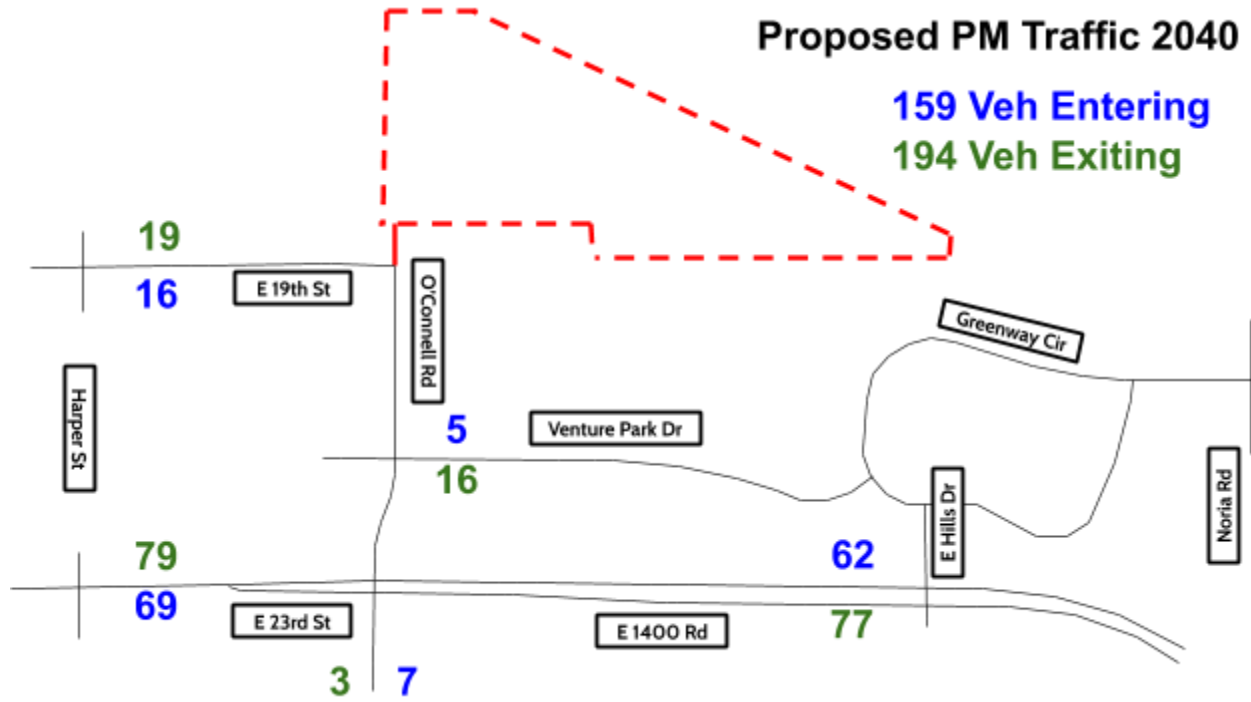 Proposed PM Traffic 2040
159 Veh Entering
194 Veh Exiting
19
16
E 19th St
O'Connell Rd
Greenway Cir
Harper St
5
Venture Park Dr
16
E Hills Dr
Noria Rd
79
62
69
E 23rd St
E 1400 Rd
77
3
7